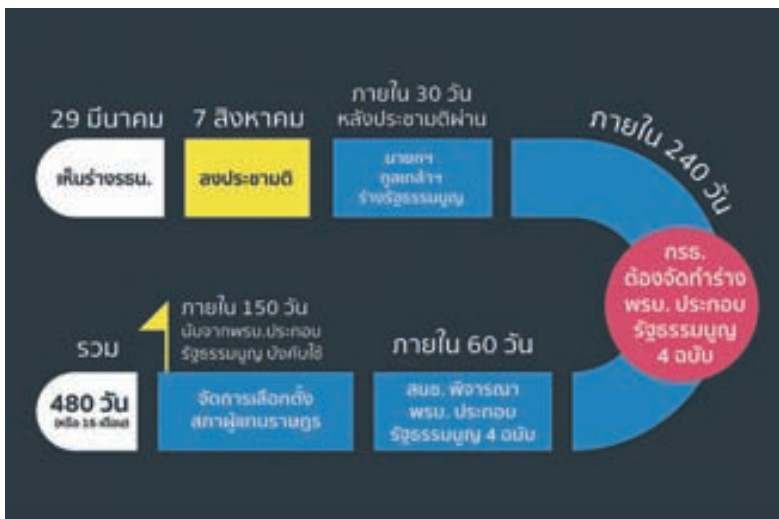 29 มีนาคม
เห็นร่างรธน.
7 สิงหาคม
ลงประชามติ
ภายใน 30 วัน
หลังประชามติผ่าน
นายกฯ
ทูลเกล้าฯ
ร่างรัฐธรรมนูญ
ภายใน 240 วัน
กรธ.
ต้องจัดทำร่าง
พรบ. ประกอบ
รัฐธรรมนูญ
4 ฉบับ
ภายใน 60 วัน
สนช. พิจารณา
พรบ. ประกอบ
รัฐธรรมนูญ 4 ฉบับ
ภายใน 150 วัน
นับจากพรบ.ประกอบ
รัฐธรรมนูญ บังคับใช้
จัดการเลือกตั้ง
สภาผู้แทนราษฎร
รวม
480 วัน
(หรือ 16 เดือน)